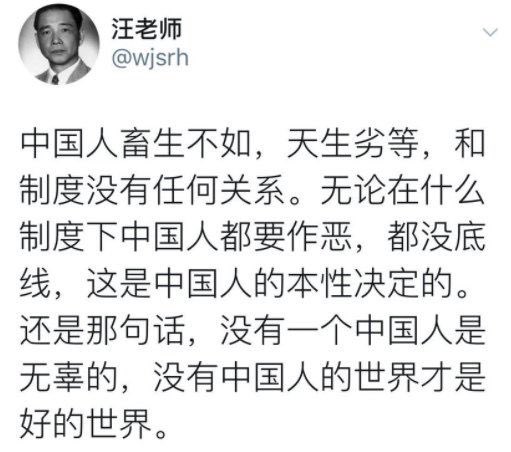 汪老师
@wjsrh
中国人畜生不如，天生劣等，和
制度没有任何关系。无论在什么
制度下中国人都要作恶，都没底
线，这是中国人的本性决定的。
还是那句话，没有一个中国人是
无辜的，没有中国人的世界才是
好的世界。